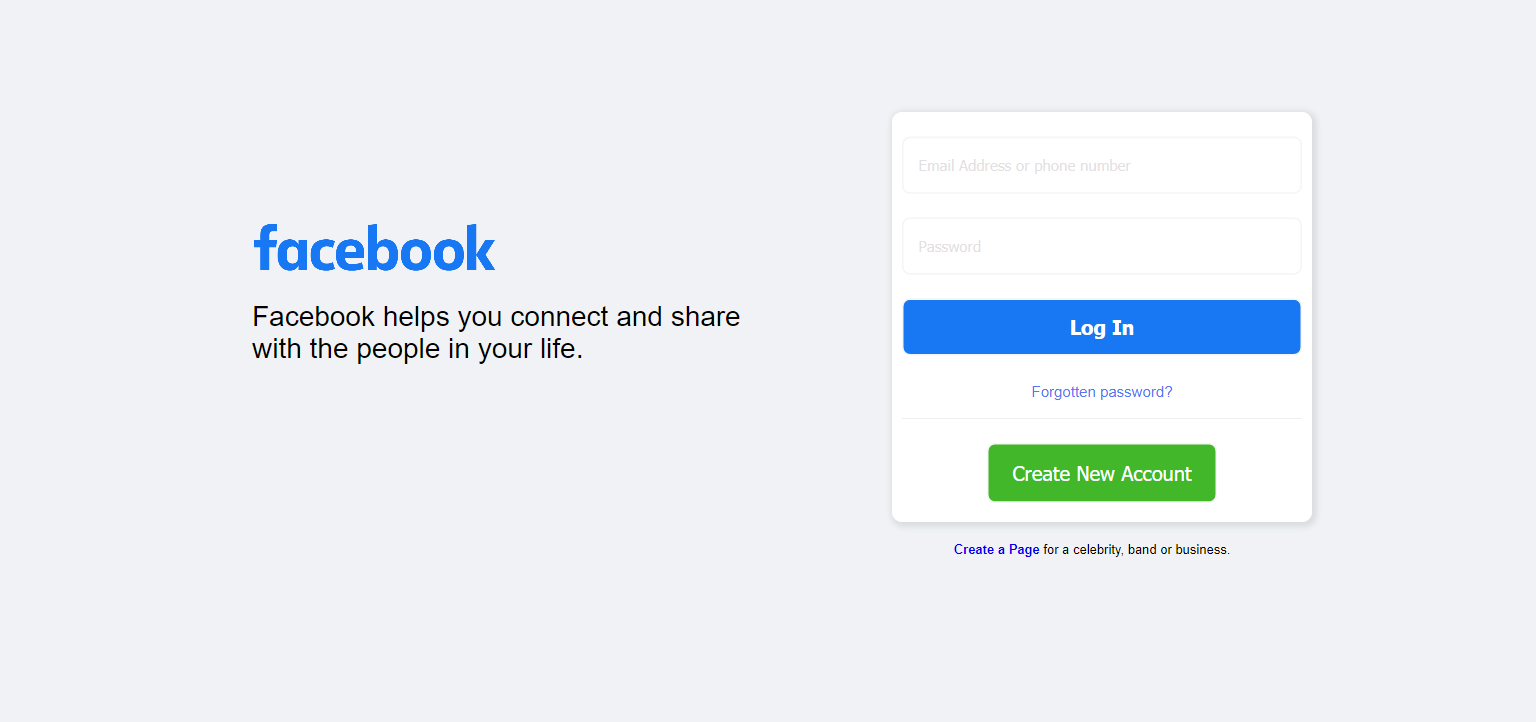 facebook
Facebook helps you connect and share
with the people in your life.
Email Address or phone number
Password
Log In
Forgotten password?
Create New Account
Create a Page for a celebrity, band or business.